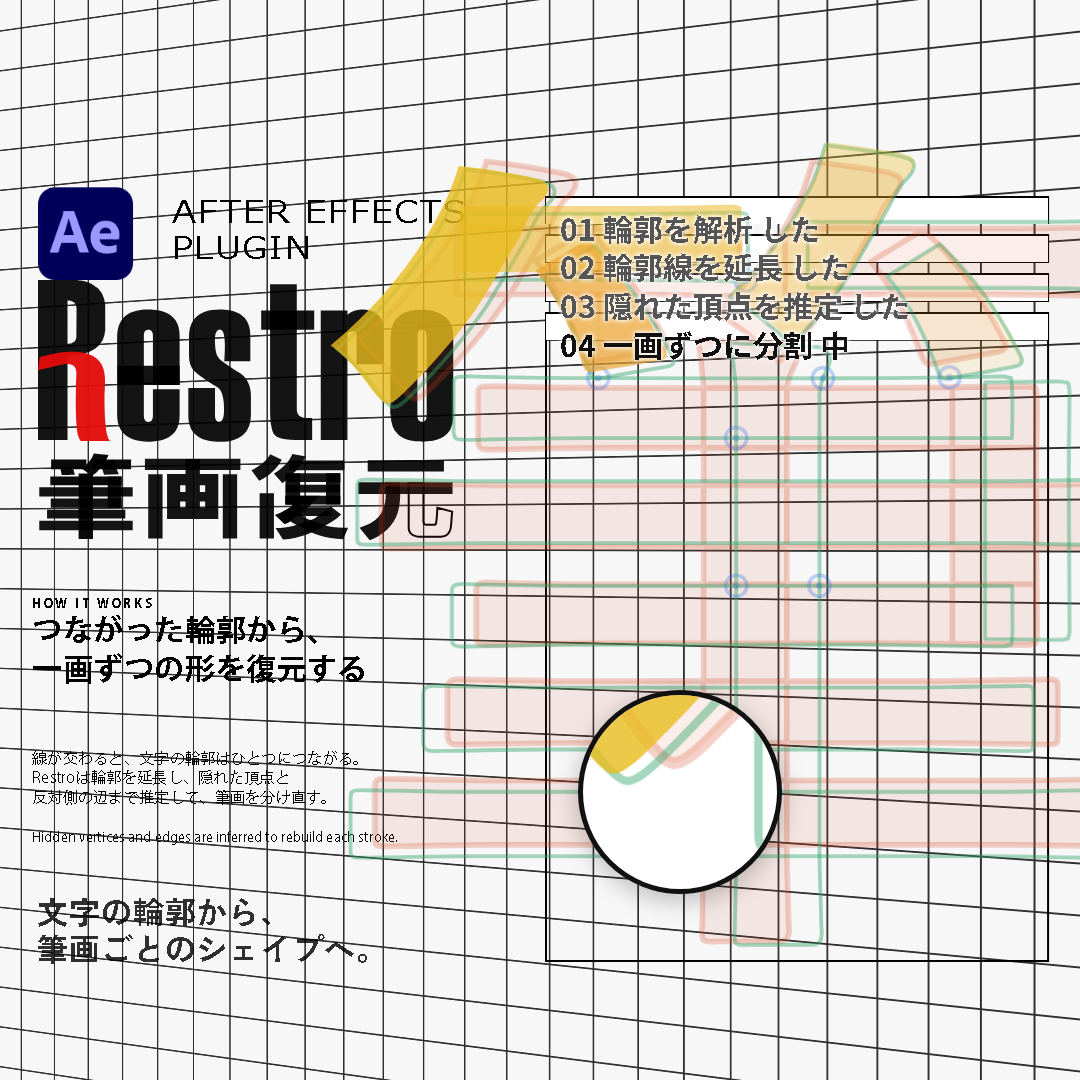 Ae
AFTER EFFECTS
PLUGIN
Restro
筆画復元
01 輪郭を解析 した
02 輪郭線を延長 した
03 隠れた頂点を推定 した
04 一画ずつに分割 中
HOW IT WORKS
つながった輪郭から、
一画ずつの形を復元する
線が交わると、文字の輪郭はひとつにつながる。
Restroは輪郭を延長し、隠れた頂点と
反対側の辺まで推定して、筆画を分け直す。
Hidden vertices and edges are inferred to rebuild each stroke.
文字の輪郭から、
筆画ごとのシェイプへ。